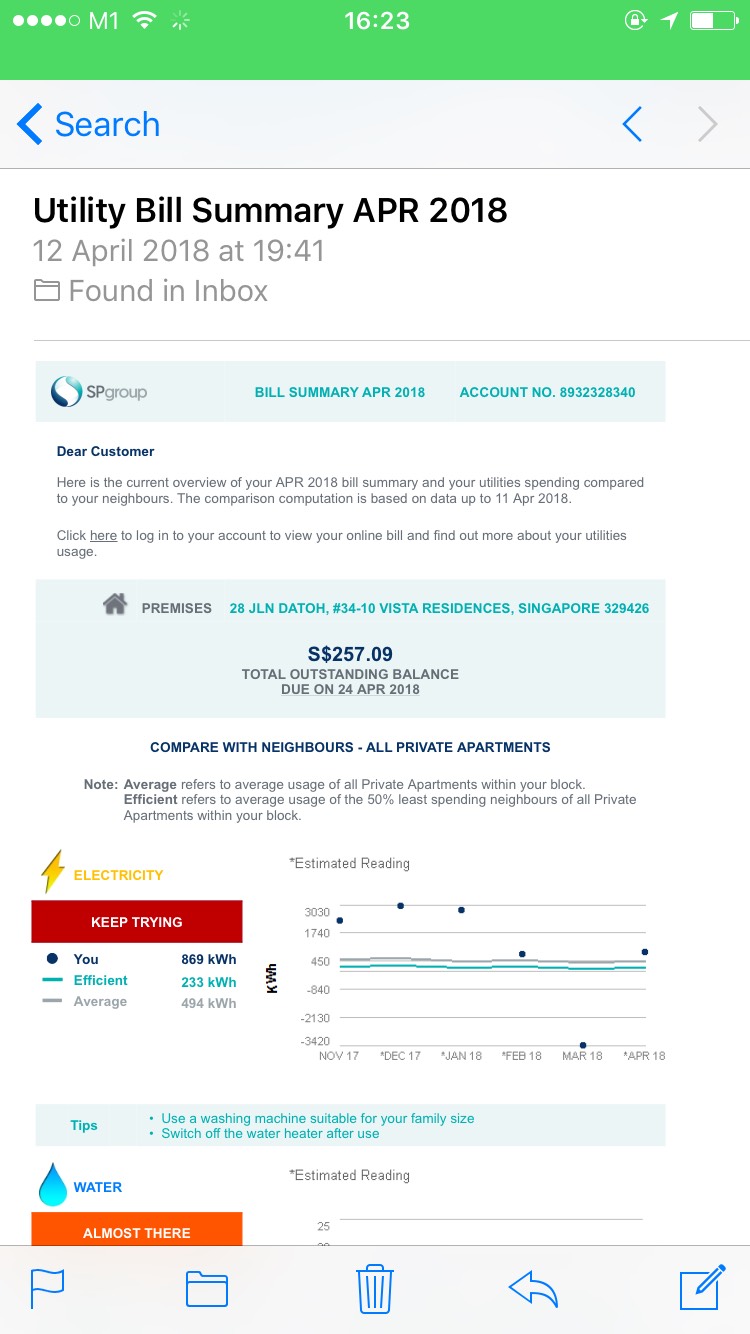 M1 16:23
Search
Utility Bill Summary APR 2018
12 April 2018 at 19:41
Found in Inbox
SPgroup BILL SUMMARY APR 2018 ACCOUNT NO. 8932328340
Dear Customer
Here is the current overview of your APR 2018 bill summary and your utilities spending compared
to your neighbours. The comparison computation is based on data up to 11 Apr 2018.
Click here to log in to your account to view your online bill and find out more about your utilities
usage.
PREMISES 28 JLN DATOH, #34-10 VISTA RESIDENCES, SINGAPORE 329426
S$257.09
TOTAL OUTSTANDING BALANCE
DUE ON 24 APR 2018
COMPARE WITH NEIGHBOURS - ALL PRIVATE APARTMENTS
Note: Average refers to average usage of all Private Apartments within your block.
Efficient refers to average usage of the 50% least spending neighbours of all Private
Apartments within your block.
ELECTRICITY
KEEP TRYING
You 869 kWh
Efficient 233 kWh
Average 494 kWh
*Estimated Reading
kWh
3030
1740
450
-840
-2130
-3420
NOV 17 *DEC 17 *JAN 18 *FEB 18 MAR 18 *APR 18
Tips
• Use a washing machine suitable for your family size
• Switch off the water heater after use
WATER
ALMOST THERE
*Estimated Reading
25